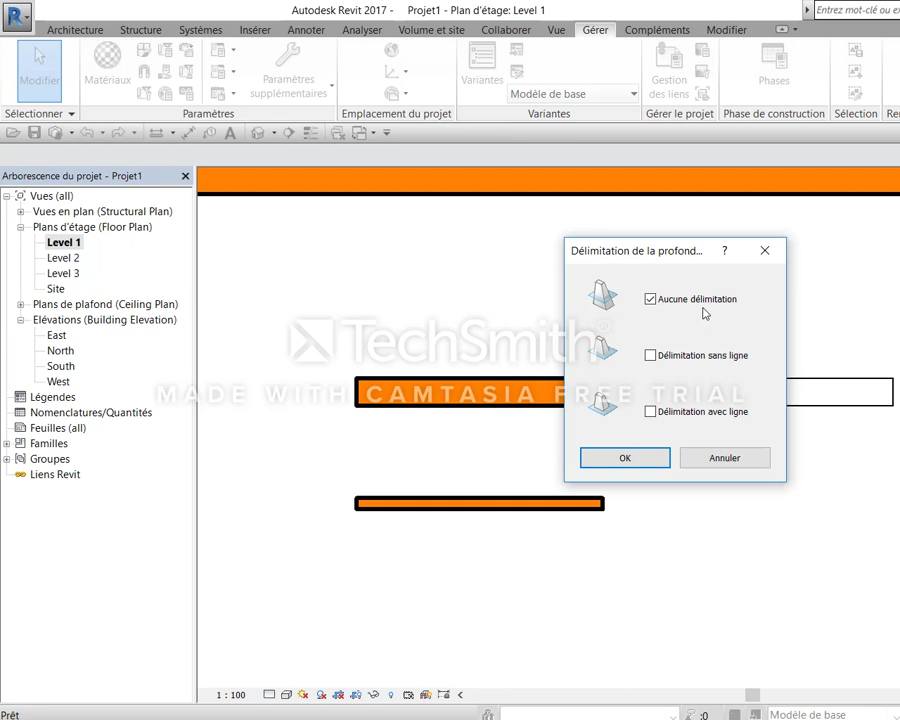 Autodesk Revit 2017 - Projet1 - Plan d'étage: Level 1
Entrez mot-clé ou e
Architecture Structure Systèmes Insérer Annoter Analyser Volume et site Collaborer Vue Gérer Compléments Modifier
Modifier
Matériaux
Paramètres
supplémentaires
Variantes
Modèle de base
Gestion
des liens
Phases
Sélectionner Paramètres Emplacement du projet Variantes Gérer le projet Phase de construction Sélection
Arborescence du projet - Projet1
Vues (all)
Vues en plan (Structural Plan)
Plans d'étage (Floor Plan)
Level 1
Level 2
Level 3
Site
Plans de plafond (Ceiling Plan)
Elévations (Building Elevation)
East
North
South
West
Légendes
Nomenclatures/Quantités
Feuilles (all)
Familles
Groupes
Liens Revit
Délimitation de la profond... ?
Aucune délimitation
Délimitation sans ligne
Délimitation avec ligne
OK Annuler
TechSmith®
MADE WITH CAMTASIA FREE TRIAL
1 : 100
Prêt
:0
Modèle de base